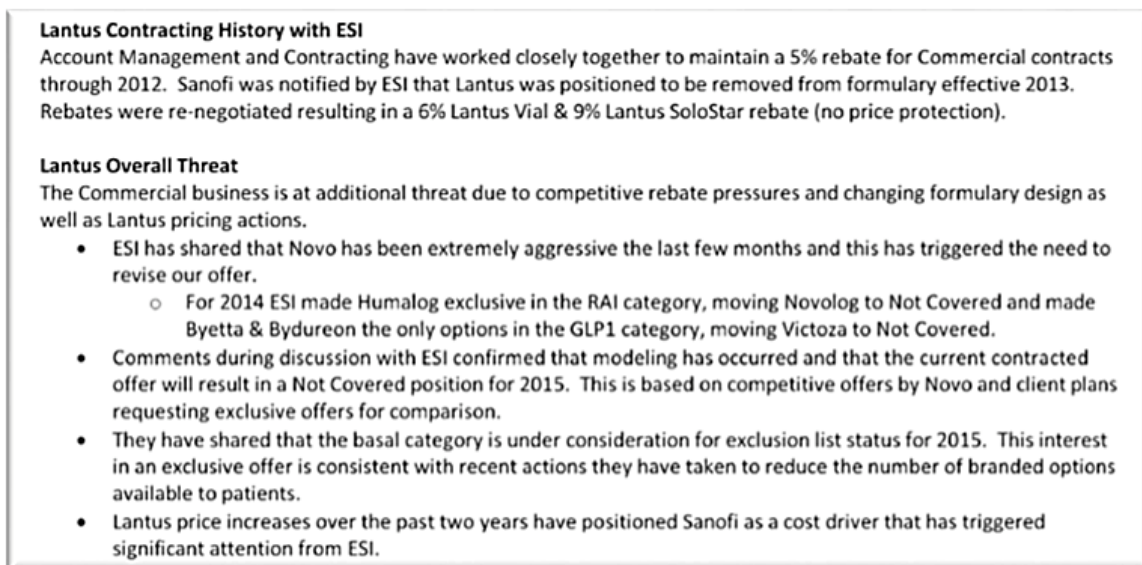 Lantus Contracting History with ESI
Account Management and Contracting have worked closely together to maintain a 5% rebate for Commercial contracts
through 2012.  Sanofi was notified by ESI that Lantus was positioned to be removed from formulary effective 2013.
Rebates were re-negotiated resulting in a 6% Lantus Vial & 9% Lantus SoloStar rebate (no price protection).
Lantus Overall Threat
The Commercial business is at additional threat due to competitive rebate pressures and changing formulary design as
well as Lantus pricing actions.
• ESI has shared that Novo has been extremely aggressive the last few months and this has triggered the need to
revise our offer.
o For 2014 ESI made Humalog exclusive in the RAI category, moving Novolog to Not Covered and made
Byetta & Bydureon the only options in the GLP1 category, moving Victoza to Not Covered.
• Comments during discussion with ESI confirmed that modeling has occurred and that the current contracted
offer will result in a Not Covered position for 2015.  This is based on competitive offers by Novo and client plans
requesting exclusive offers for comparison.
• They have shared that the basal category is under consideration for exclusion list status for 2015.  This interest
in an exclusive offer is consistent with recent actions they have taken to reduce the number of branded options
available to patients.
• Lantus price increases over the past two years have positioned Sanofi as a cost driver that has triggered
significant attention from ESI.